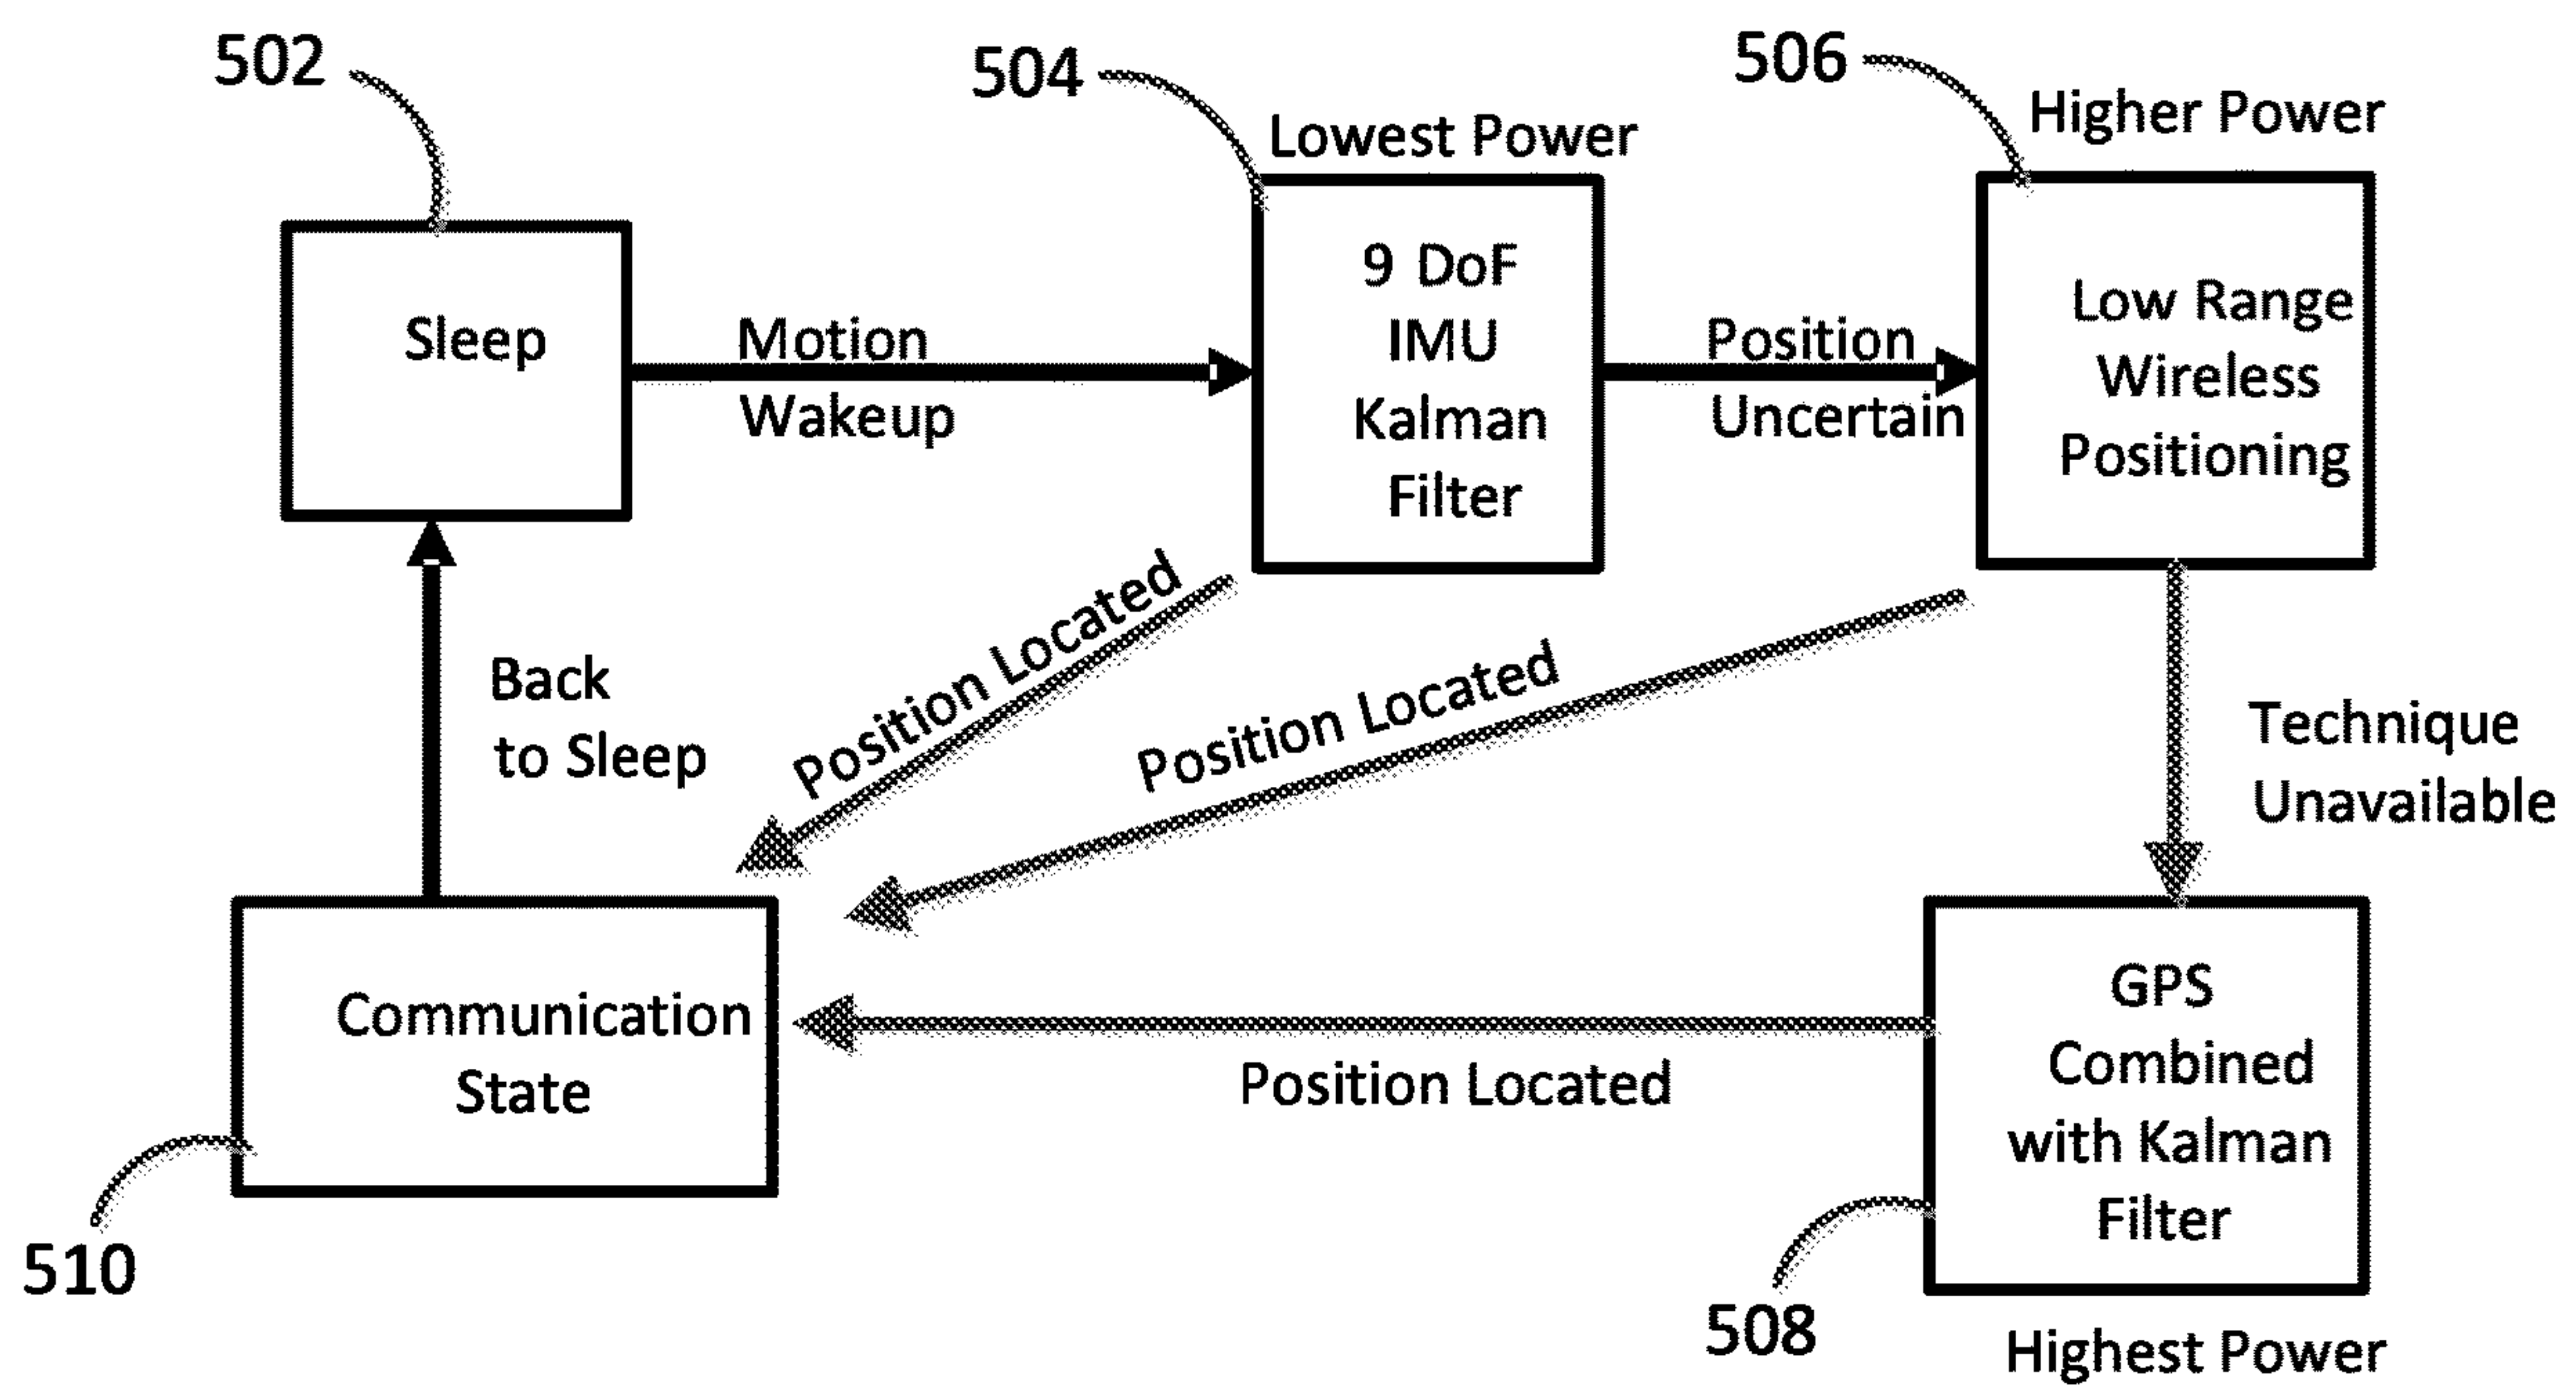 502
504
506
Lowest Power
Higher Power
Sleep
Motion
Wakeup
9 DoF
IMU
Kalman
Filter
Position
Uncertain
Low Range
Wireless
Positioning
Back
to Sleep
Position Located
Position Located
Technique
Unavailable
Communication
State
Position Located
GPS
Combined
with Kalman
Filter
510
508
Highest Power